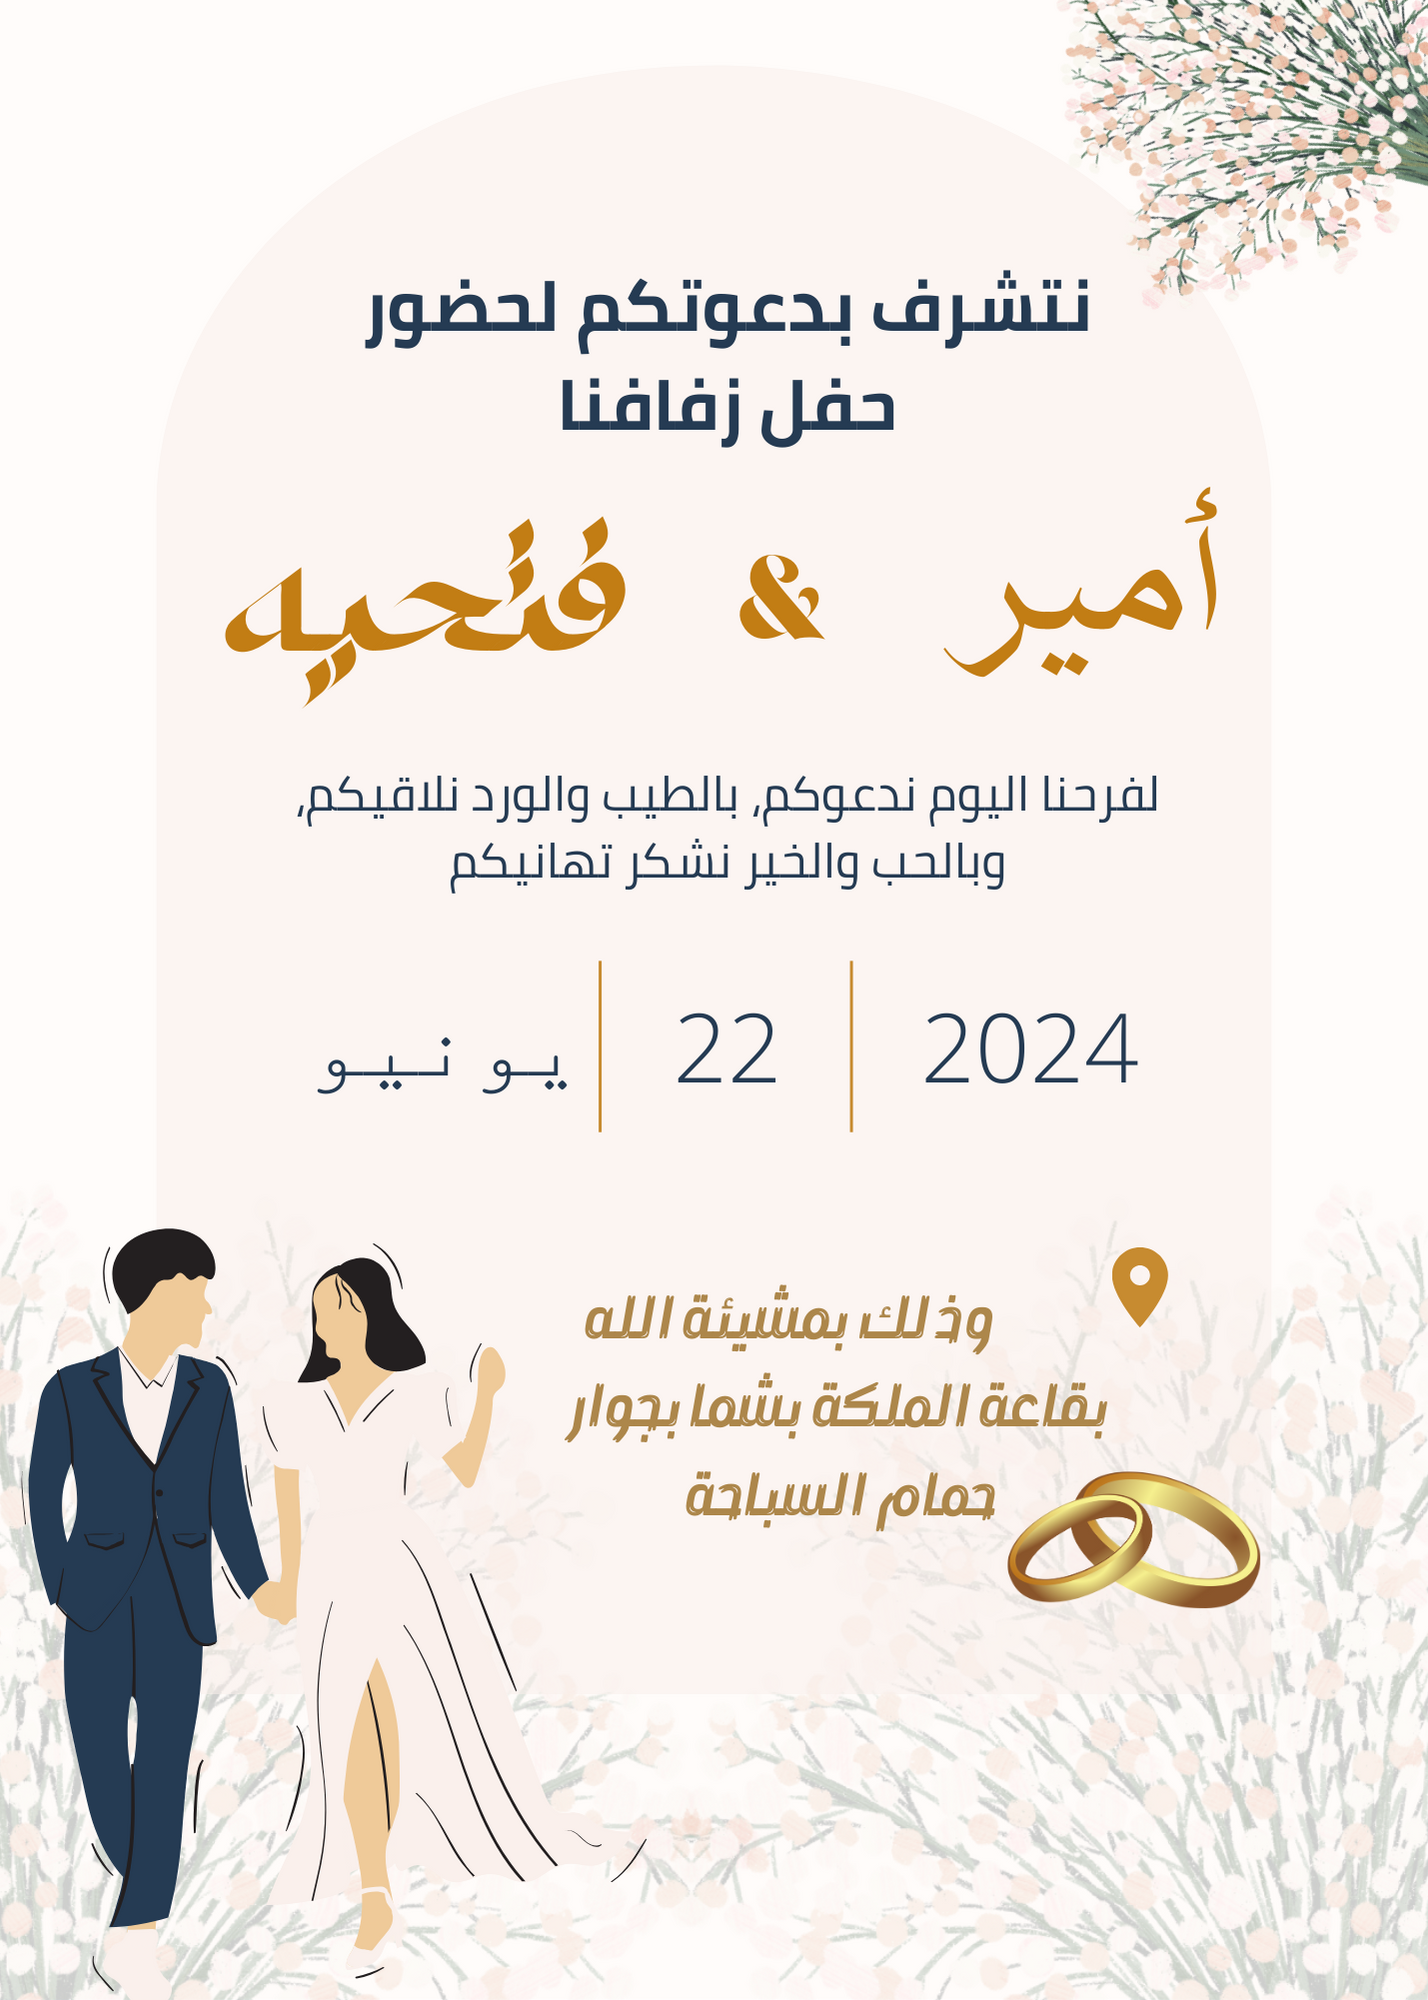 نتشرف بدعوتكم لحضور
حفل زفافنا
أمير & فتحيه
لفرحنا اليوم ندعوكم, بالطيب والورد نلاقيكم,
وبالحب والخير نشكر تهانيكم
2024 22 يو نيو
وذلك بمشيئة الله
بقاعة الملكة بشما بجوار
حمام السباحة